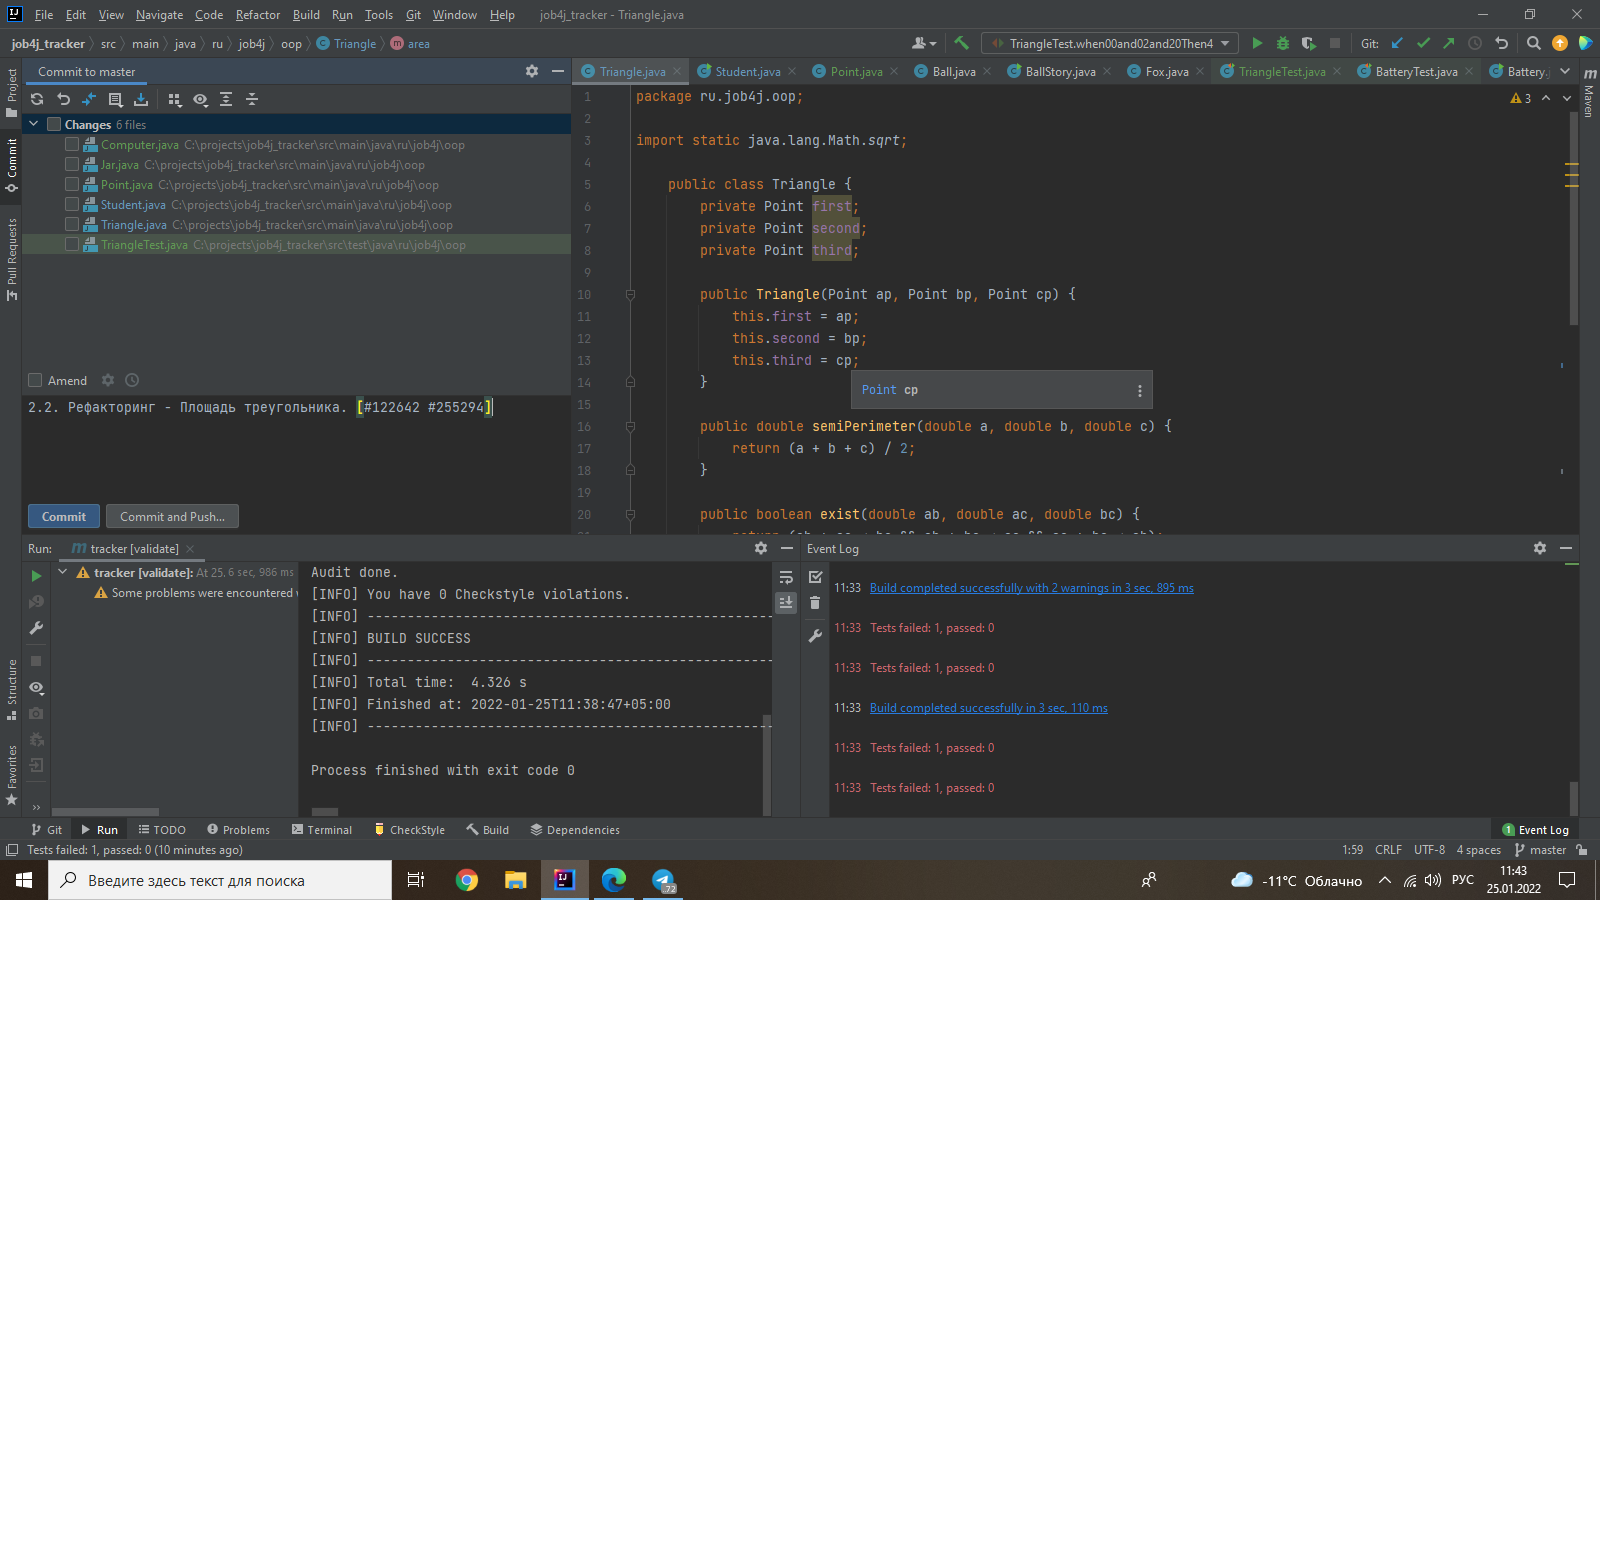 File Edit View Navigate Code Refactor Build Run Tools Git Window Help job4j_tracker - Triangle.java
job4j_tracker src main java ru job4j oop Triangle area
TriangleTest.when00and02and20Then4 Git:
Project
Commit
Pull Requests
Structure
Favorites
Commit to master
Changes 6 files
Computer.java C:\projects\job4j_tracker\src\main\java\ru\job4j\oop
Jar.java C:\projects\job4j_tracker\src\main\java\ru\job4j\oop
Point.java C:\projects\job4j_tracker\src\main\java\ru\job4j\oop
Student.java C:\projects\job4j_tracker\src\main\java\ru\job4j\oop
Triangle.java C:\projects\job4j_tracker\src\main\java\ru\job4j\oop
TriangleTest.java C:\projects\job4j_tracker\src\test\java\ru\job4j\oop
Amend
2.2. Рефакторинг - Площадь треугольника. [#122642 #255294]
Commit Commit and Push...
Triangle.java Student.java Point.java Ball.java BallStory.java Fox.java TriangleTest.java BatteryTest.java Battery.
Maven
3
1 package ru.job4j.oop;
2
3 import static java.lang.Math.sqrt;
4
5 public class Triangle {
6 private Point first;
7 private Point second;
8 private Point third;
9
10 public Triangle(Point ap, Point bp, Point cp) {
11 this.first = ap;
12 this.second = bp;
13 this.third = cp;
14 }
Point cp
15
16 public double semiPerimeter(double a, double b, double c) {
17 return (a + b + c) / 2;
18 }
19
20 public boolean exist(double ab, double ac, double bc) {
Run: tracker [validate]
tracker [validate]: At 25, 6 sec, 986 ms
Some problems were encountered
Audit done.
[INFO] You have 0 Checkstyle violations.
[INFO] ---------------------------------------------------
[INFO] BUILD SUCCESS
[INFO] ---------------------------------------------------
[INFO] Total time:  4.326 s
[INFO] Finished at: 2022-01-25T11:38:47+05:00
[INFO] ---------------------------------------------------
Process finished with exit code 0
Event Log
11:33 Build completed successfully with 2 warnings in 3 sec, 895 ms
11:33 Tests failed: 1, passed: 0
11:33 Tests failed: 1, passed: 0
11:33 Build completed successfully in 3 sec, 110 ms
11:33 Tests failed: 1, passed: 0
11:33 Tests failed: 1, passed: 0
Git Run TODO Problems Terminal CheckStyle Build Dependencies 1 Event Log
Tests failed: 1, passed: 0 (10 minutes ago) 1:59 CRLF UTF-8 4 spaces master
Введите здесь текст для поиска
72
-11°C Облачно РУС
11:43
25.01.2022